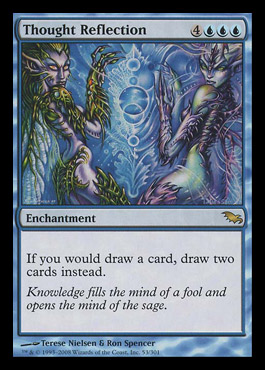 Thought Reflection 4
Enchantment
If you would draw a card, draw two
cards instead.
Knowledge fills the mind of a fool and
opens the mind of the sage.
Terese Nielsen & Ron Spencer
™ & © 1993-2008 Wizards of the Coast, Inc. 53/301